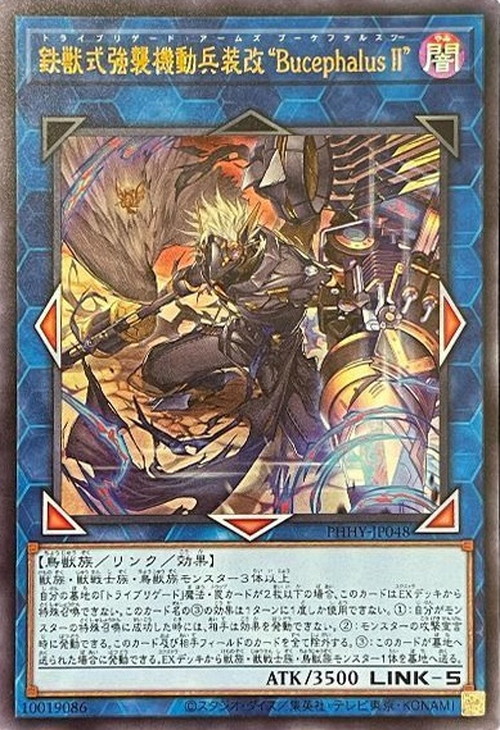 トライブリゲード・アームズ ブーケファルスツー
鉄獣式強襲機動兵装改“Bucephalus II”
やみ
闇
PHHY-JP048
【鳥獣族/リンク/効果】
獣族・獣戦士族・鳥獣族モンスター3体以上
自分の墓地の「トライブリゲード」魔法・罠カードが2枚以下の場合、このカードはEXデッキから
特殊召喚できない。このカード名の③の効果は1ターンに1度しか使用できない。①:自分がモン
スターの特殊召喚に成功した時には、相手は効果を発動できない。②:モンスターの攻撃宣言
時に発動できる。このカード及び相手フィールドのカードを全て除外する。③:このカードが墓地へ
送られた場合に発動できる。EXデッキから獣族・獣戦士族・鳥獣族モンスター1体を墓地へ送る。
ATK/3500 LINK-5
10019086
©スタジオ・ダイス/集英社・テレビ東京・KONAMI